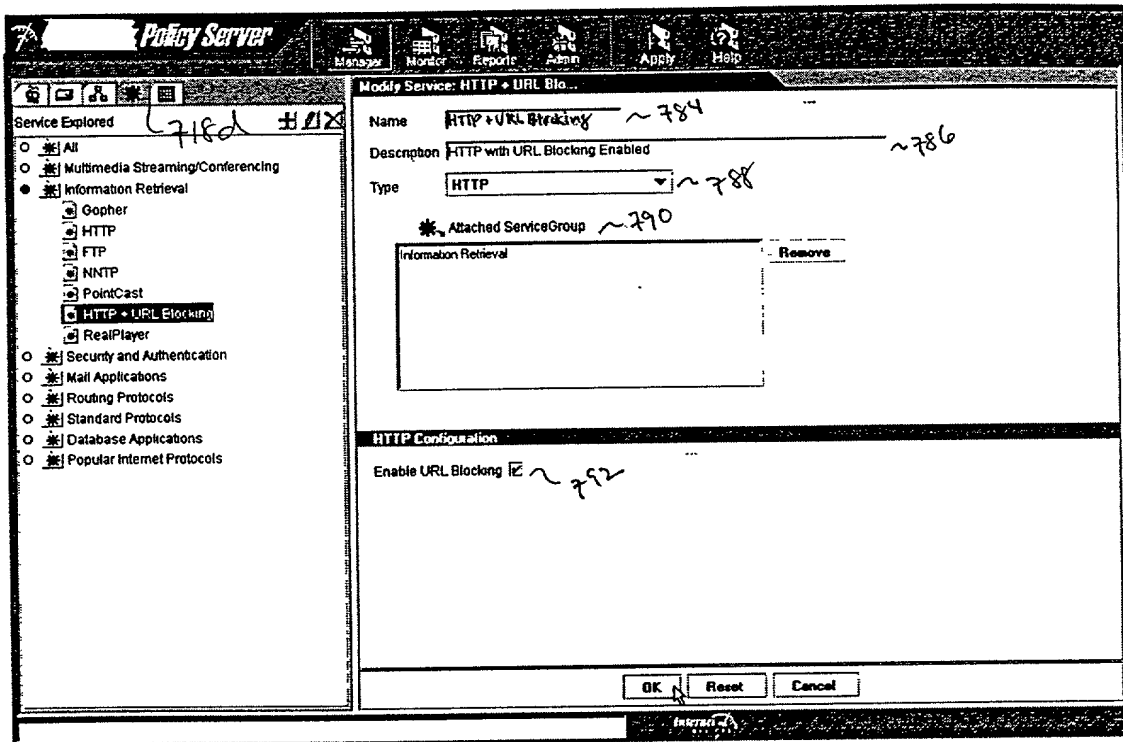 Policy Server
Manager Monitor Reports Admin Apply Help
Service Explored
718d
All
Multimedia Streaming/Conferencing
Information Retrieval
Gopher
HTTP
FTP
NNTP
PointCast
HTTP + URL Blocking
RealPlayer
Security and Authentication
Mail Applications
Routing Protocols
Standard Protocols
Database Applications
Popular Internet Protocols
Modify Service: HTTP + URL Blo...
Name HTTP + URL Blocking ~ 784
Description HTTP with URL Blocking Enabled ~ 786
Type HTTP ~ 788
Attached ServiceGroup ~ 790
Information Retrieval
Remove
HTTP Configuration
Enable URL Blocking ~ 792
OK Reset Cancel